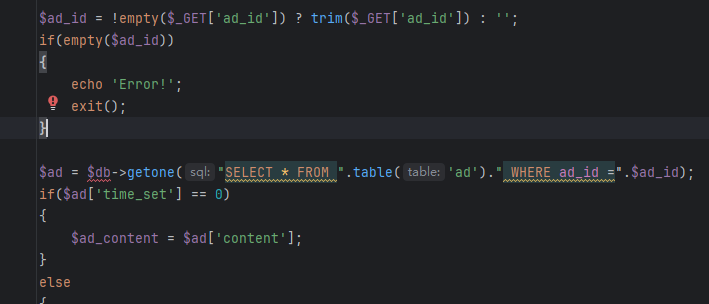 $ad_id = !empty($_GET['ad_id']) ? trim($_GET['ad_id']) : '';
if(empty($ad_id))
{
    echo 'Error!';
    exit();
}
$ad = $db->getone( sql: "SELECT * FROM ".table( table: 'ad')." WHERE ad_id =".$ad_id);
if($ad['time_set'] == 0)
{
    $ad_content = $ad['content'];
}
else
{